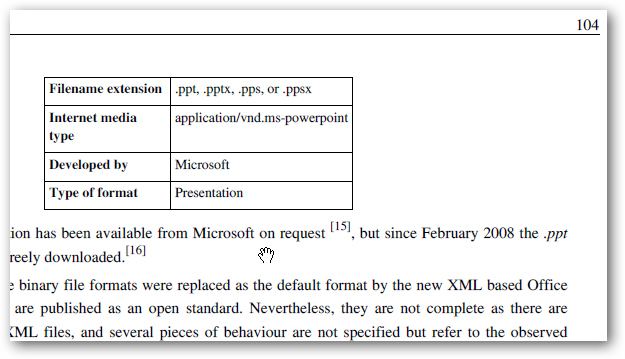 104
Filename extension .ppt, .pptx, .pps, or .ppsx
Internet media type application/vnd.ms-powerpoint
Developed by Microsoft
Type of format Presentation
has been available from Microsoft on request [15], but since February 2008 the .ppt
downloaded.[16]
binary file formats were replaced as the default format by the new XML based Office
are published as an open standard. Nevertheless, they are not complete as there are
files, and several pieces of behaviour are not specified but refer to the observed